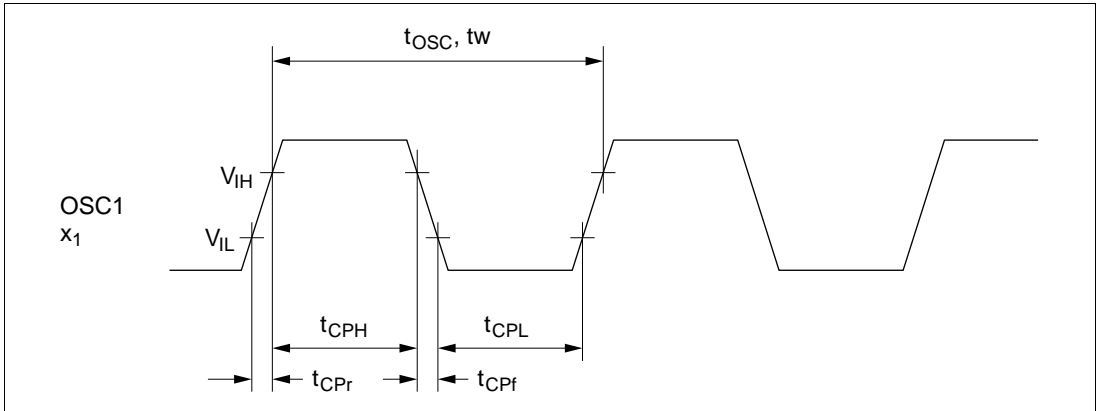 tOSC, tw
VIH
OSC1
x1
VIL
tCPH
tCPL
tCPr
tCPf